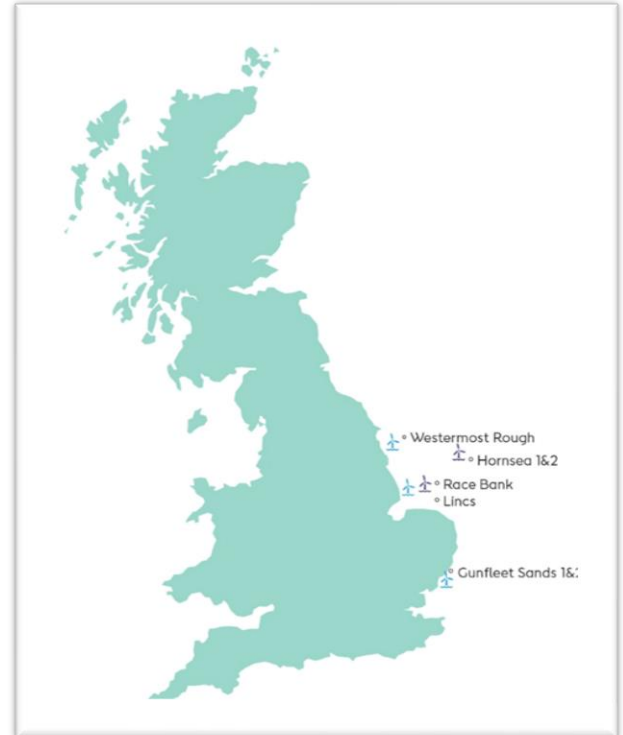 Westermost Rough
Hornsea 1&2
Race Bank
Lincs
Gunfleet Sands 1&